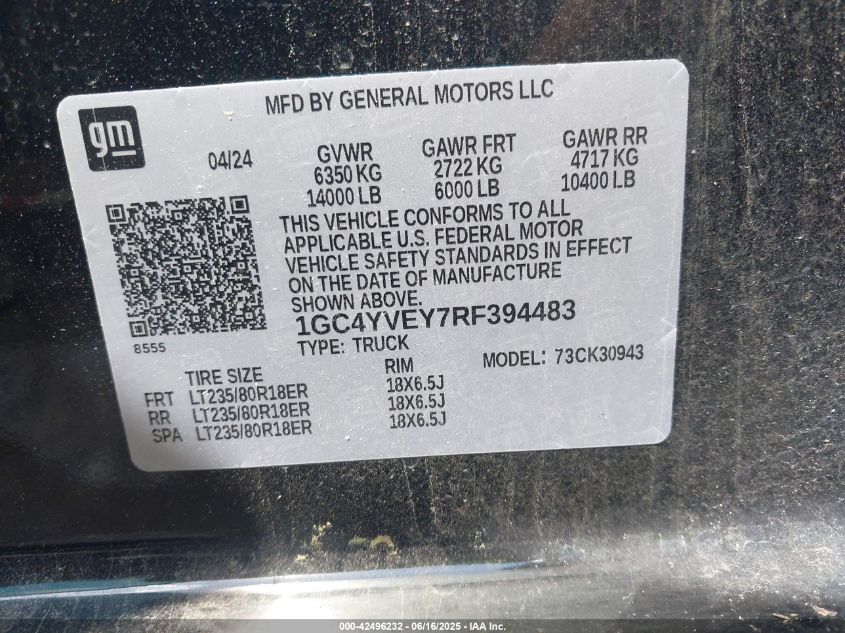 MFD BY GENERAL MOTORS LLC
gm
04/24
GVWR
6350 KG
14000 LB
GAWR FRT
2722 KG
6000 LB
GAWR RR
4717 KG
10400 LB
THIS VEHICLE CONFORMS TO ALL
APPLICABLE U.S. FEDERAL MOTOR
VEHICLE SAFETY STANDARDS IN EFFECT
ON THE DATE OF MANUFACTURE
SHOWN ABOVE.
1GC4YVEY7RF394483
8555
TYPE: TRUCK
MODEL: 73CK30943
TIRE SIZE RIM
FRT LT235/80R18ER 18X6.5J
RR LT235/80R18ER 18X6.5J
SPA LT235/80R18ER 18X6.5J
000-42496232 - 06/16/2025 - IAA Inc.